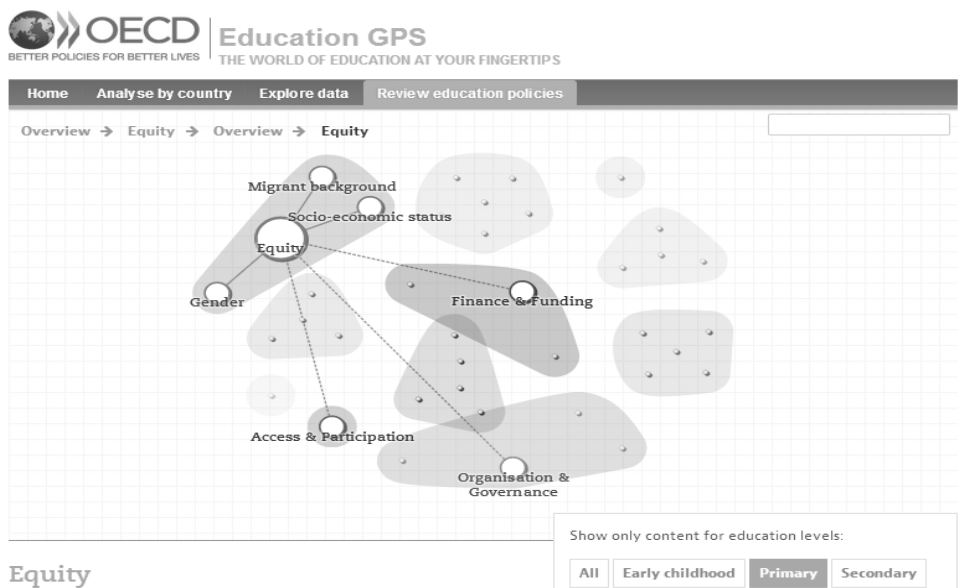 OECD
BETTER POLICIES FOR BETTER LIVES
Education GPS
THE WORLD OF EDUCATION AT YOUR FINGERTIPS
Home Analyse by country Explore data Review education policies
Overview → Equity → Overview → Equity
Migrant background
Socio-economic status
Equity
Gender
Finance & Funding
Access & Participation
Organisation &
Governance
Show only content for education levels:
All Early childhood Primary Secondary
Equity